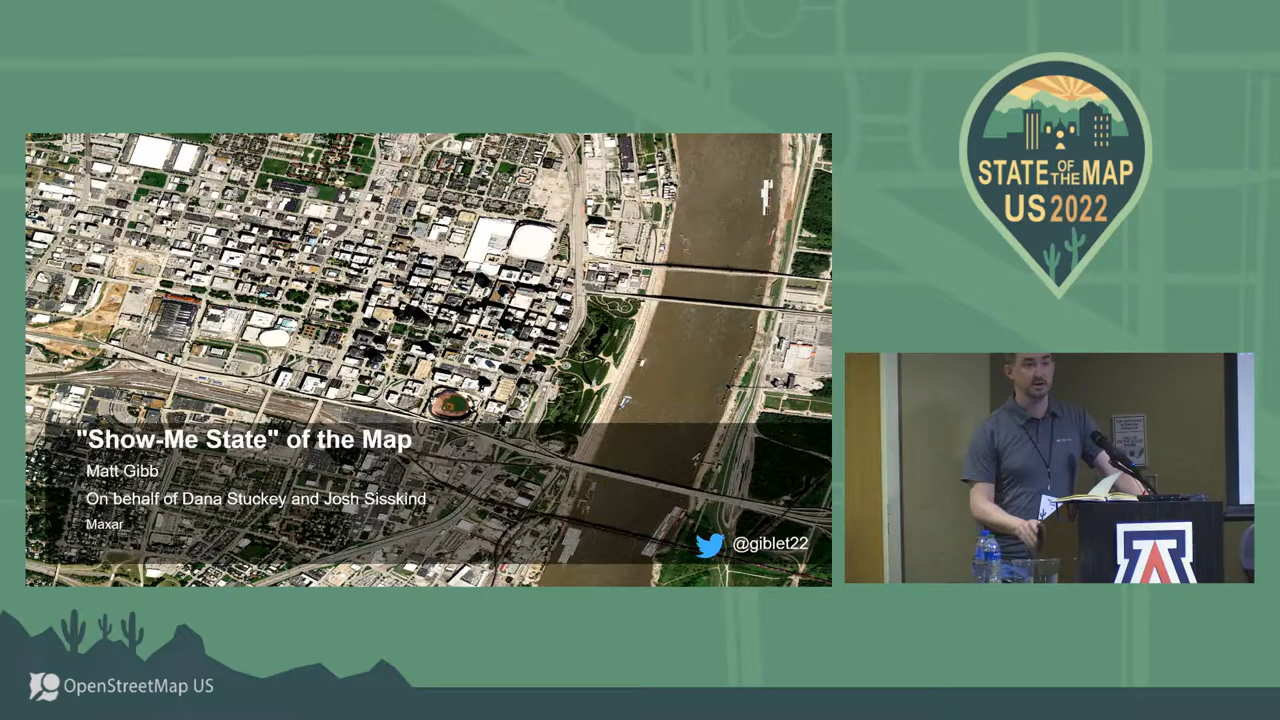 "Show-Me State" of the Map
Matt Gibb
On behalf of Dana Stuckey and Josh Sisskind
Maxar
@giblet22
STATE OF THE MAP
US 2022
A
OpenStreetMap US